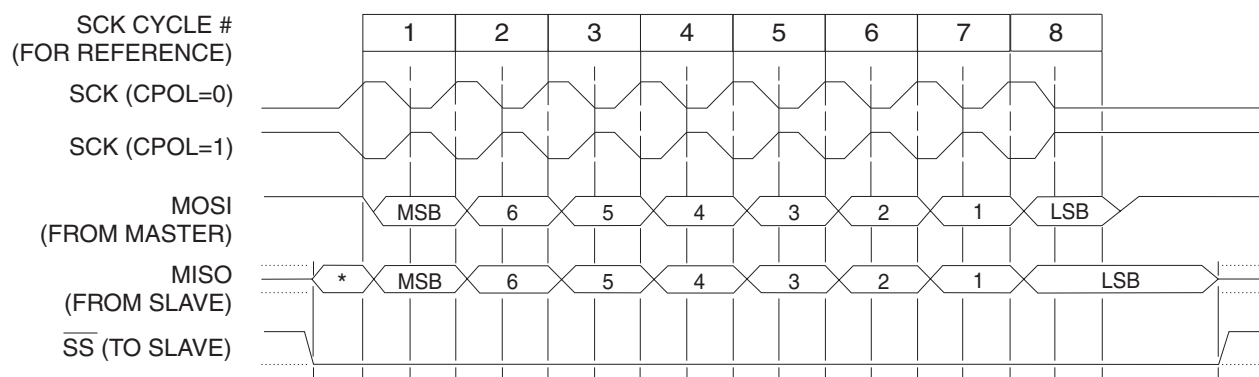 SCK CYCLE #
(FOR REFERENCE)
1 2 3 4 5 6 7 8
SCK (CPOL=0)
SCK (CPOL=1)
MOSI
(FROM MASTER)
MSB 6 5 4 3 2 1 LSB
MISO
(FROM SLAVE)
* MSB 6 5 4 3 2 1 LSB
SS (TO SLAVE)